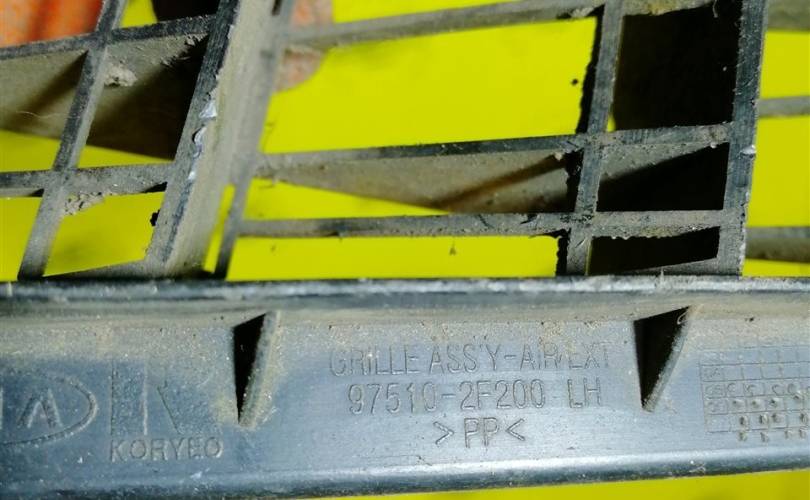 GRILLE ASS'Y-AIR/EXT
97510-2F200 LH
>PP<
KORYEO